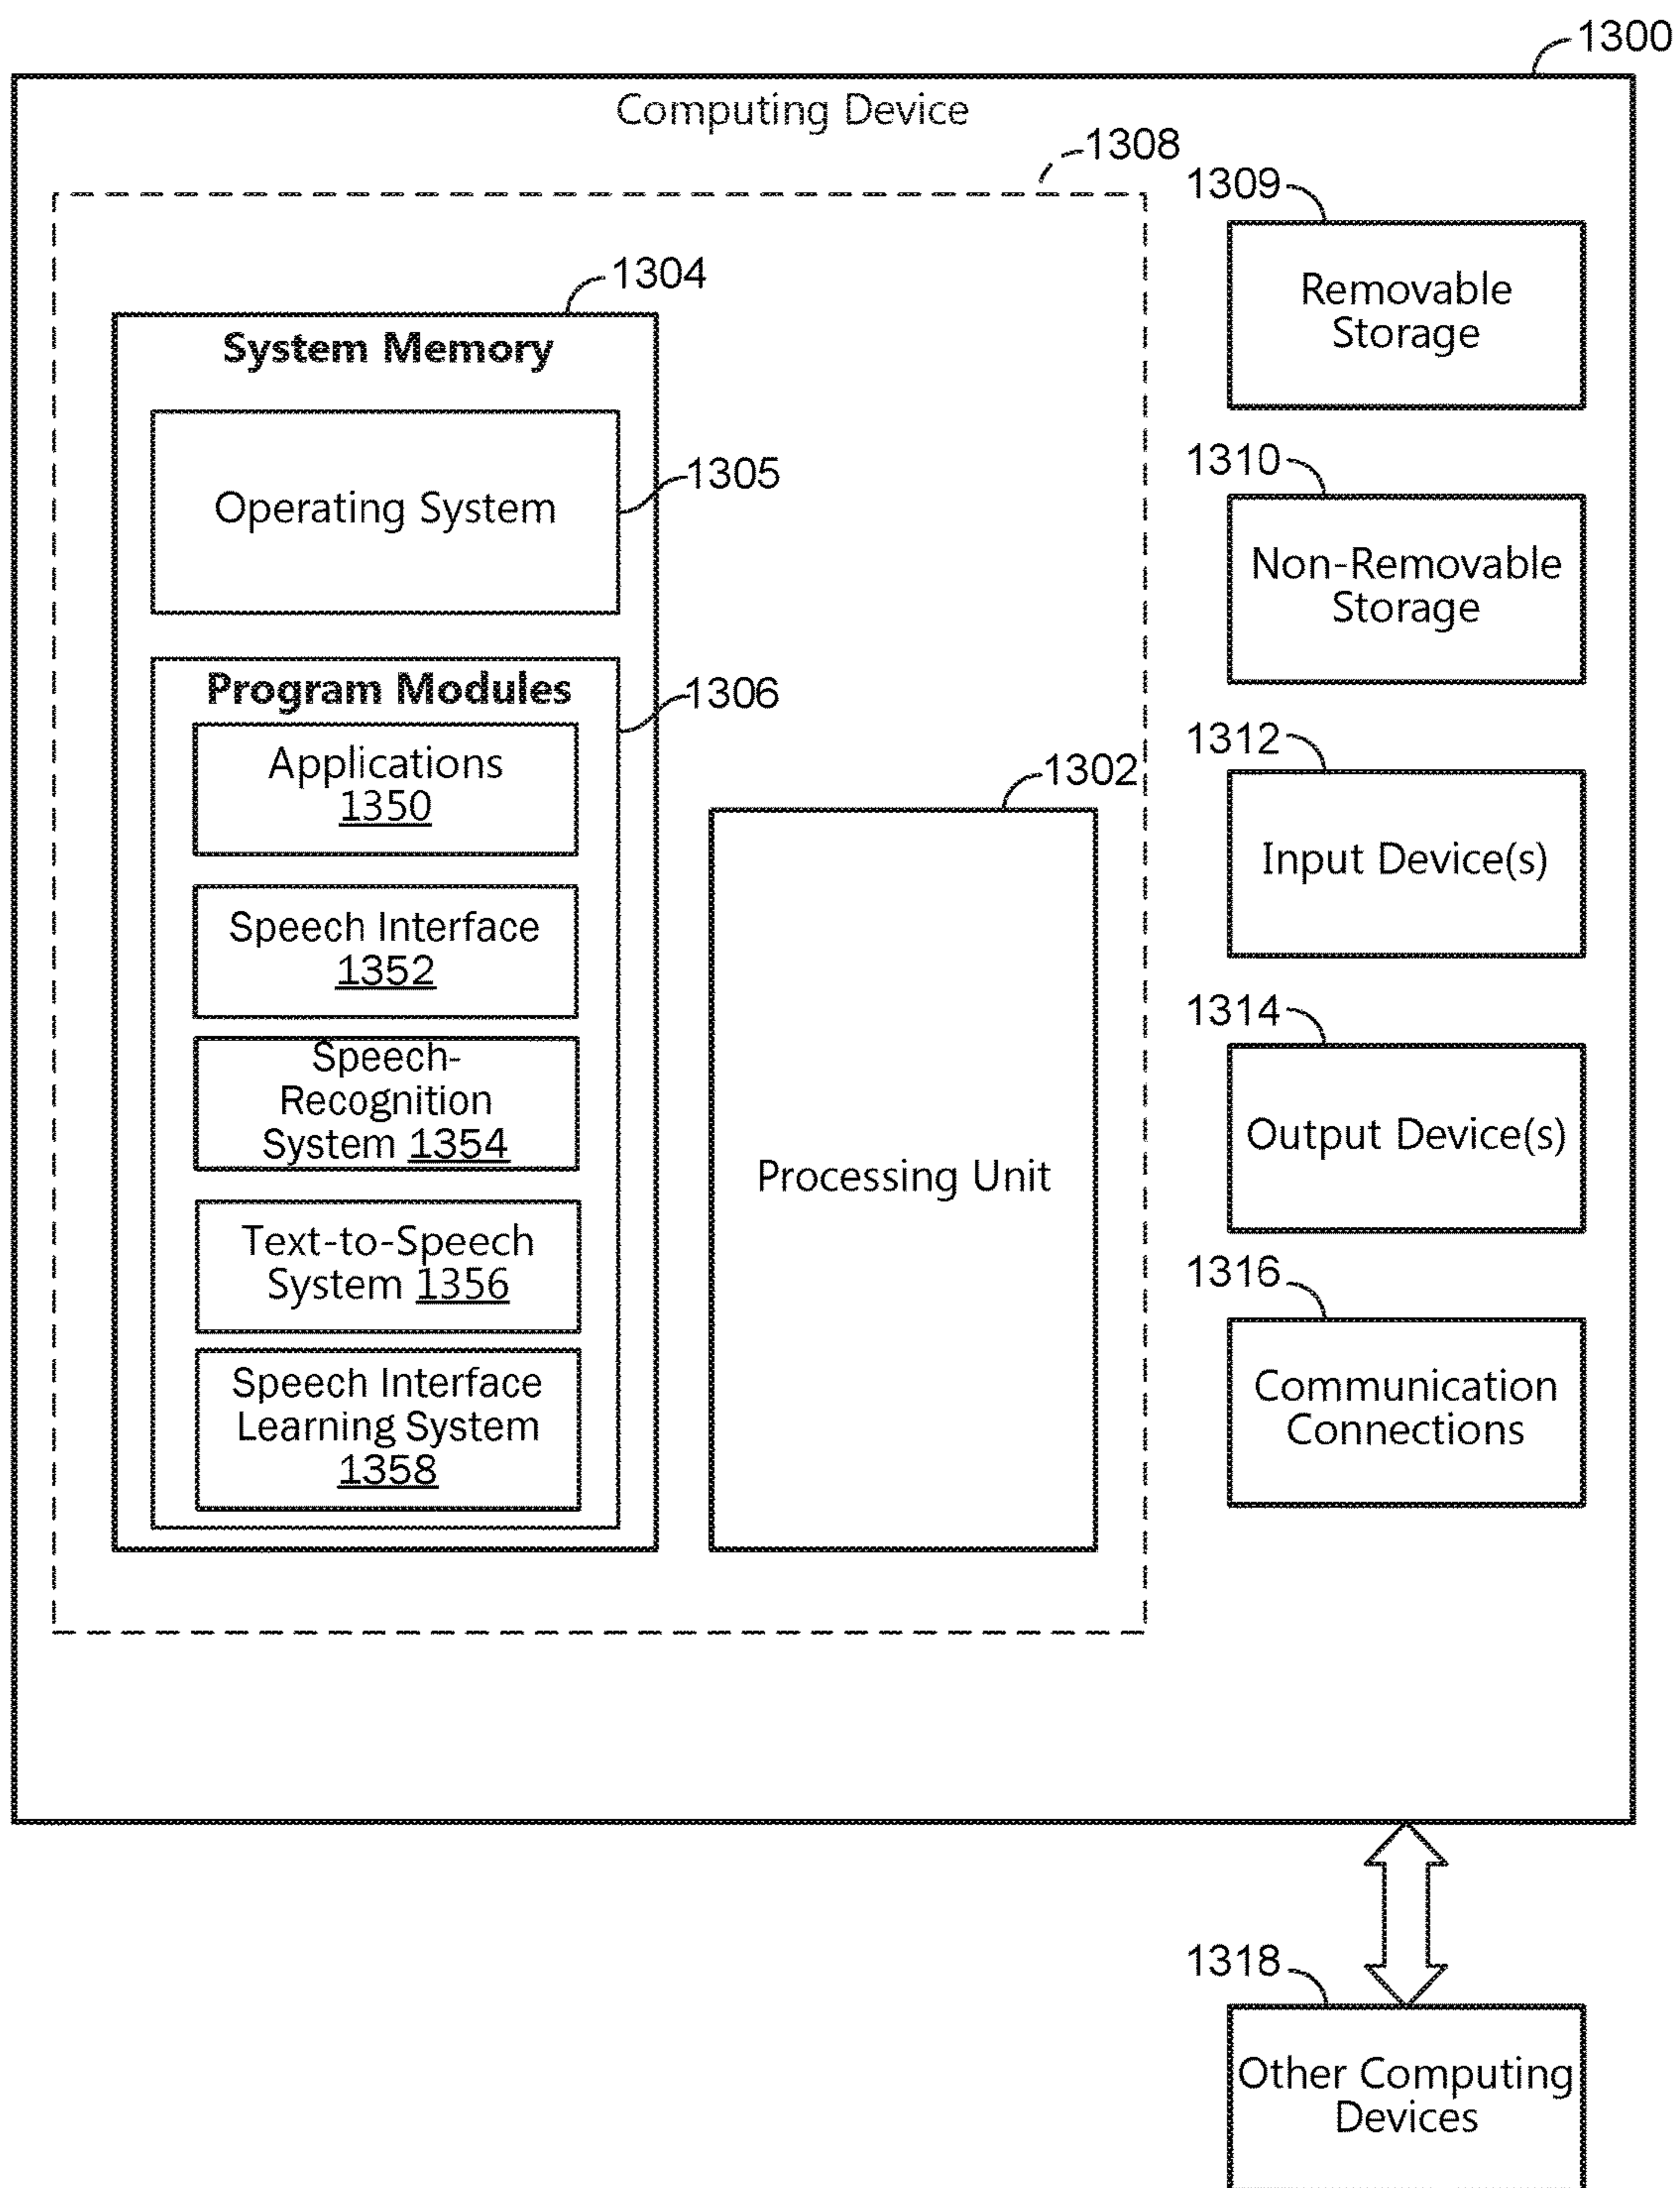 1300
Computing Device
1308
1309
Removable
Storage
1304
System Memory
Operating System
1305
1310
Non-Removable
Storage
Program Modules
1306
Applications
1350
1312
Input Device(s)
1302
Processing Unit
Speech Interface
1352
Speech-
Recognition
System 1354
1314
Output Device(s)
Text-to-Speech
System 1356
1316
Communication
Connections
Speech Interface
Learning System
1358
1318
Other Computing
Devices